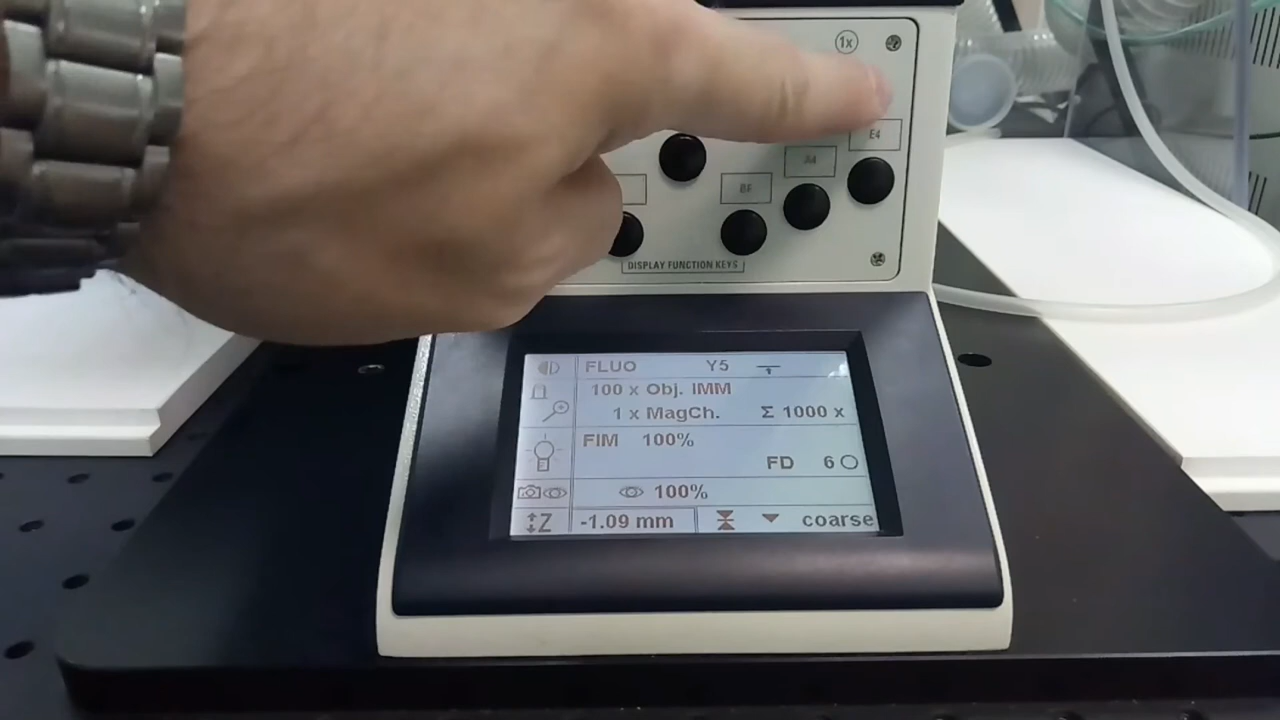 1x
E4
A4
BF
DISPLAY FUNCTION KEYS
FLUO Y5
100 x Obj. IMM
1 x MagCh. Σ 1000 x
FIM 100%
FD 6
100%
Z -1.09 mm coarse